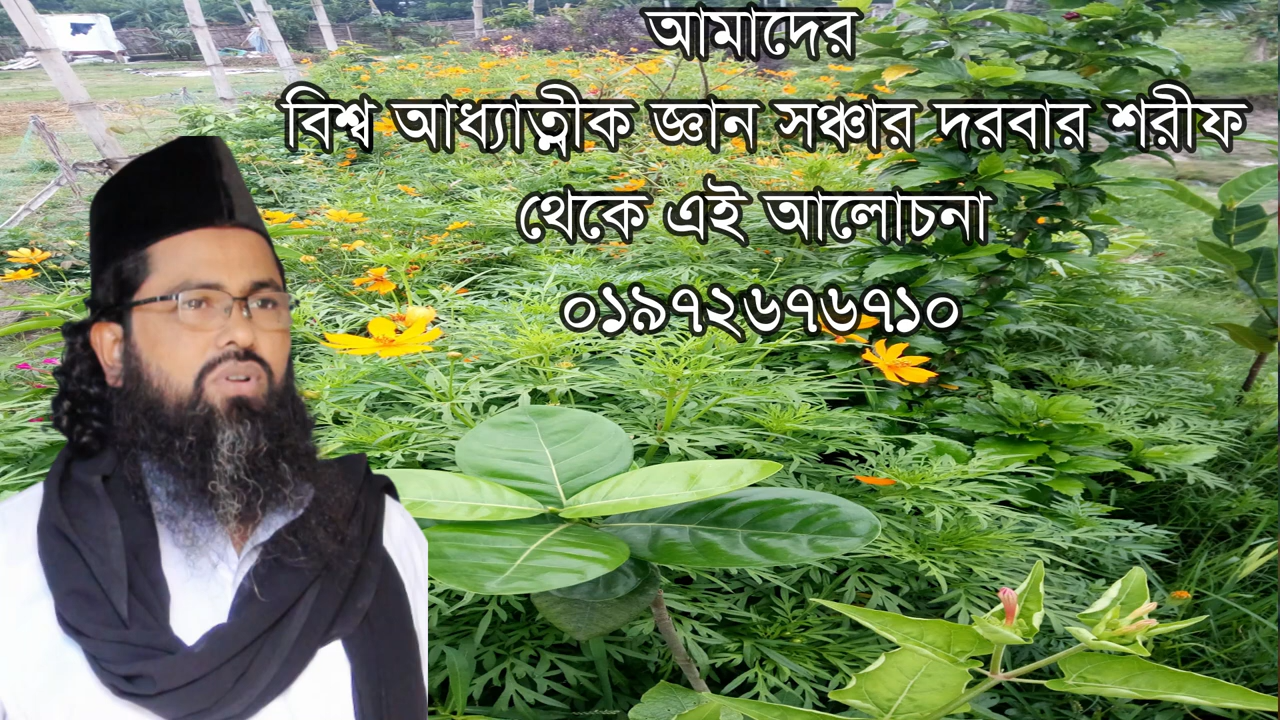 আমাদের
বিশ্ব আধ্যাত্নীক জ্ঞান সঞ্চার দরবার শরীফ
থেকে এই আলোচনা
০১৯৭২৬৭৬৭১০